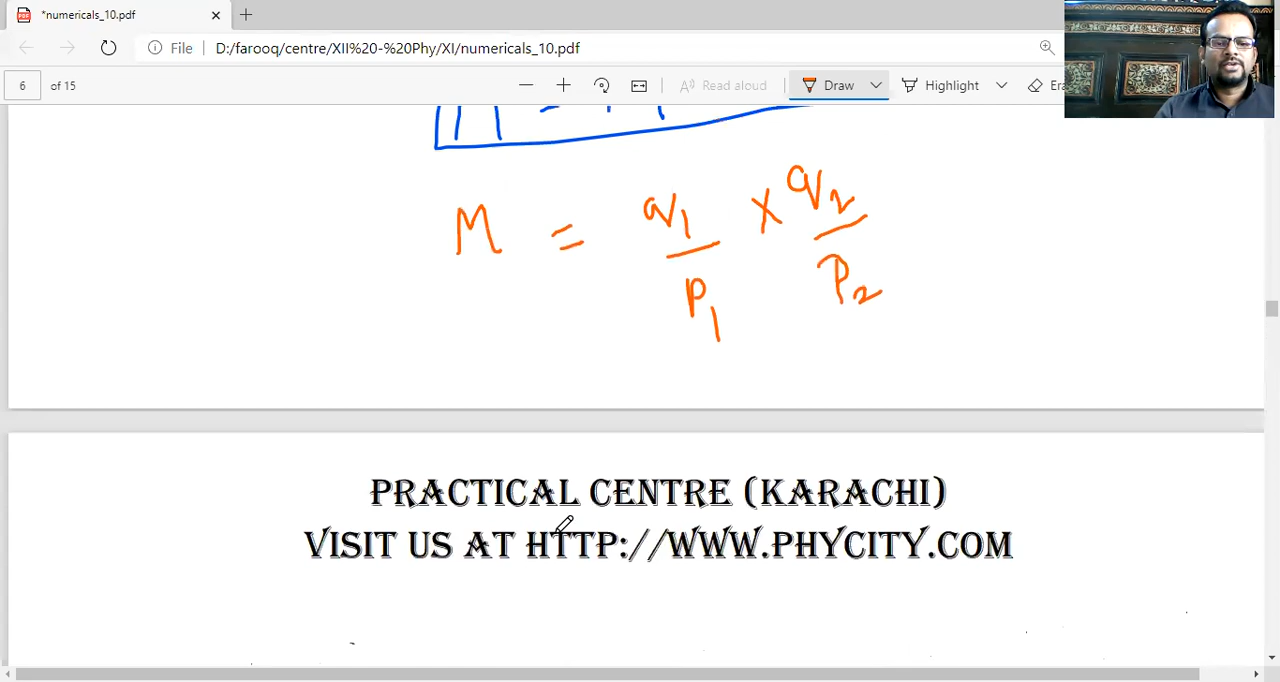 *numericals_10.pdf
File D:/farooq/centre/XII%20-%20Phy/XI/numericals_10.pdf
6 of 15 Read aloud Draw Highlight Era
M = q1/p1 × q2/p2
PRACTICAL CENTRE (KARACHI)
VISIT US AT HTTP://WWW.PHYCITY.COM